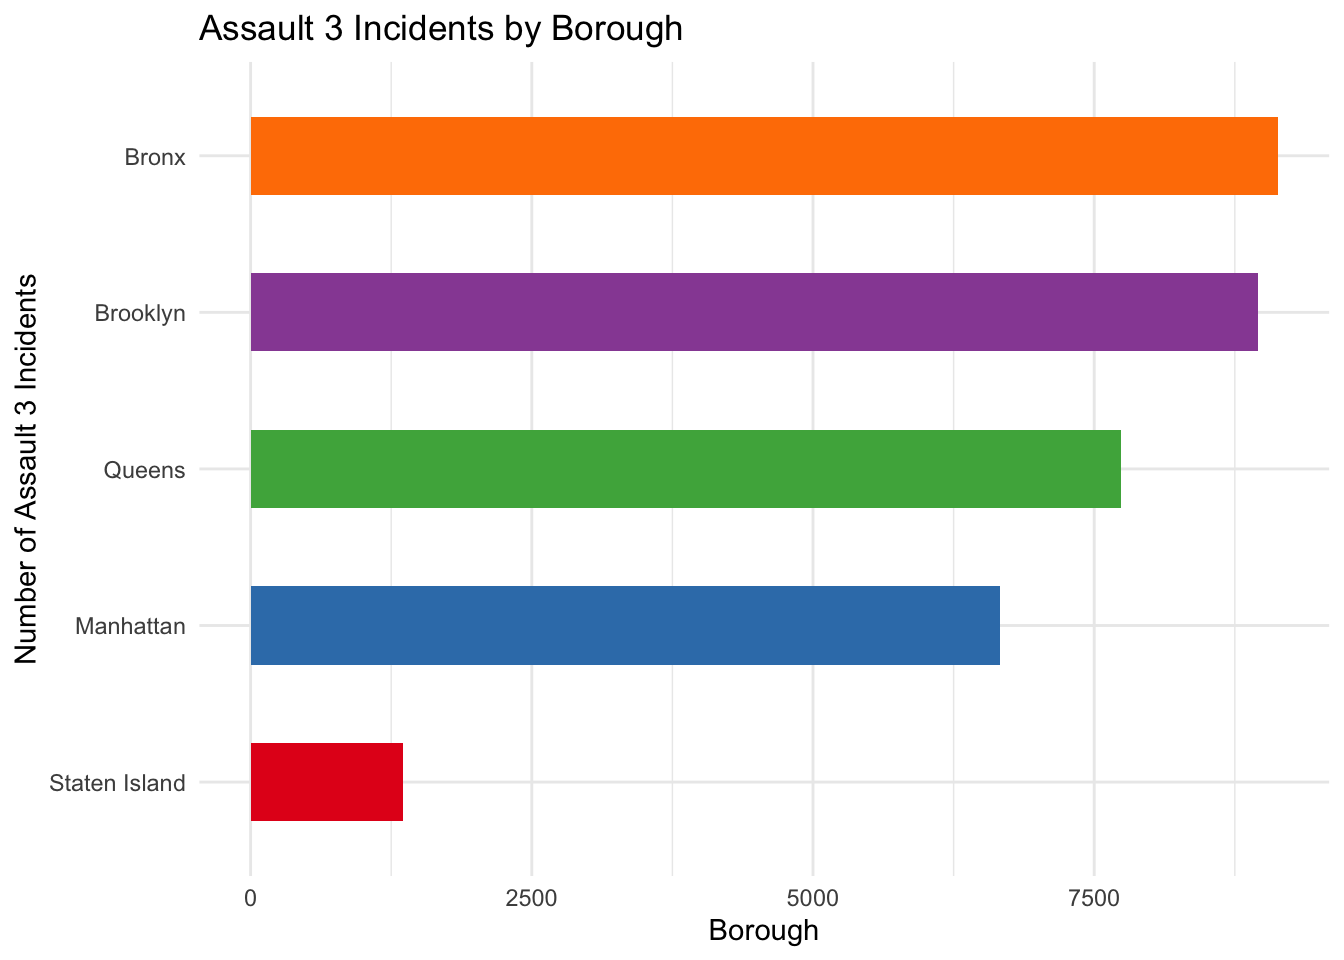 Assault 3 Incidents by Borough
Number of Assault 3 Incidents
Bronx
Brooklyn
Queens
Manhattan
Staten Island
0 2500 5000 7500
Borough